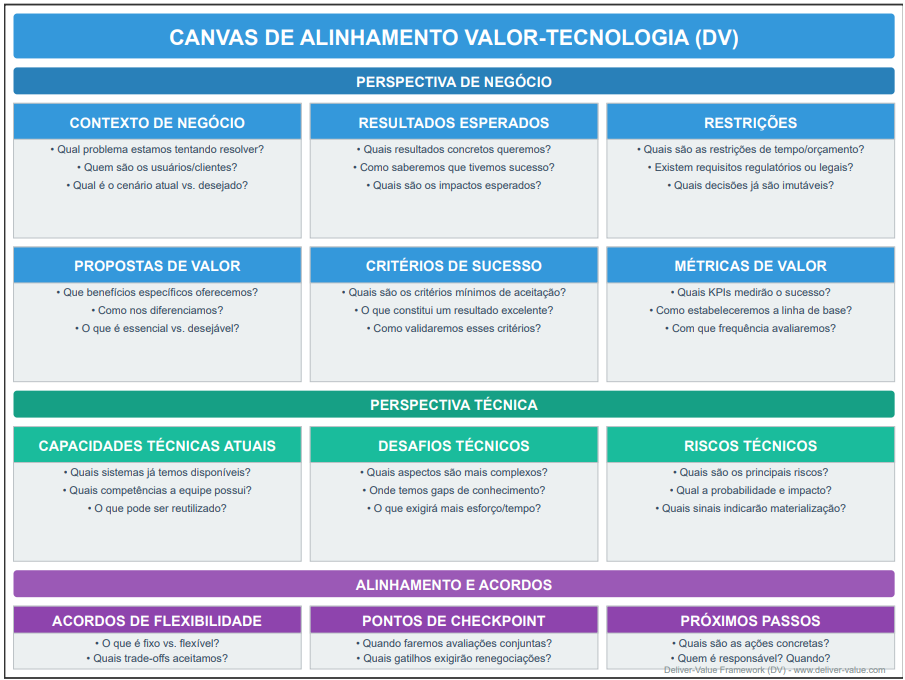 CANVAS DE ALINHAMENTO VALOR-TECNOLOGIA (DV)
PERSPECTIVA DE NEGÓCIO
CONTEXTO DE NEGÓCIO
• Qual problema estamos tentando resolver?
• Quem são os usuários/clientes?
• Qual é o cenário atual vs. desejado?
RESULTADOS ESPERADOS
• Quais resultados concretos queremos?
• Como saberemos que tivemos sucesso?
• Quais são os impactos esperados?
RESTRIÇÕES
• Quais são as restrições de tempo/orçamento?
• Existem requisitos regulatórios ou legais?
• Quais decisões já são imutáveis?
PROPOSTAS DE VALOR
• Que benefícios específicos oferecemos?
• Como nos diferenciamos?
• O que é essencial vs. desejável?
CRITÉRIOS DE SUCESSO
• Quais são os critérios mínimos de aceitação?
• O que constitui um resultado excelente?
• Como validaremos esses critérios?
MÉTRICAS DE VALOR
• Quais KPIs medirão o sucesso?
• Como estabeleceremos a linha de base?
• Com que frequência avaliaremos?
PERSPECTIVA TÉCNICA
CAPACIDADES TÉCNICAS ATUAIS
• Quais sistemas já temos disponíveis?
• Quais competências a equipe possui?
• O que pode ser reutilizado?
DESAFIOS TÉCNICOS
• Quais aspectos são mais complexos?
• Onde temos gaps de conhecimento?
• O que exigirá mais esforço/tempo?
RISCOS TÉCNICOS
• Quais são os principais riscos?
• Qual a probabilidade e impacto?
• Quais sinais indicarão materialização?
ALINHAMENTO E ACORDOS
ACORDOS DE FLEXIBILIDADE
• O que é fixo vs. flexível?
• Quais trade-offs aceitamos?
PONTOS DE CHECKPOINT
• Quando faremos avaliações conjuntas?
• Quais gatilhos exigirão renegociações?
PRÓXIMOS PASSOS
• Quais são as ações concretas?
• Quem é responsável? Quando?
Deliver-Value Framework (DV) - www.deliver-value.com